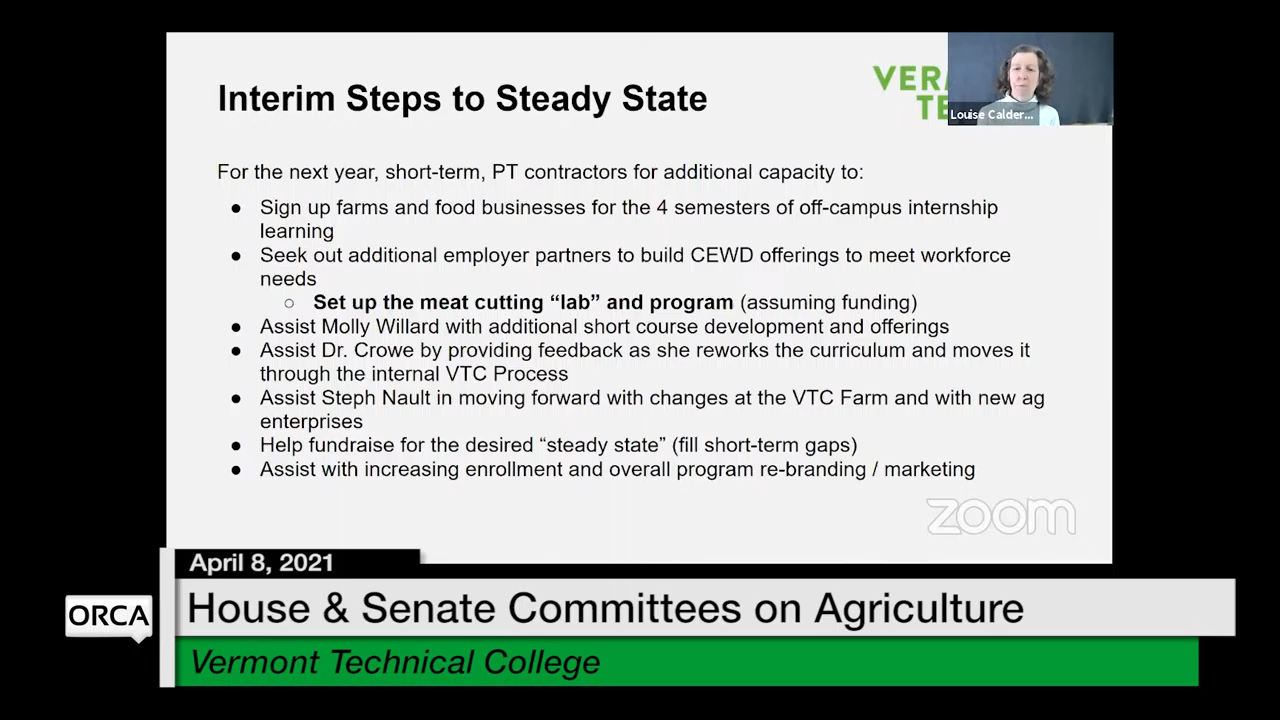 Interim Steps to Steady State
VER
TE
Louise Calder...
For the next year, short-term, PT contractors for additional capacity to:
● Sign up farms and food businesses for the 4 semesters of off-campus internship
learning
● Seek out additional employer partners to build CEWD offerings to meet workforce
needs
○ Set up the meat cutting “lab” and program (assuming funding)
● Assist Molly Willard with additional short course development and offerings
● Assist Dr. Crowe by providing feedback as she reworks the curriculum and moves it
through the internal VTC Process
● Assist Steph Nault in moving forward with changes at the VTC Farm and with new ag
enterprises
● Help fundraise for the desired “steady state” (fill short-term gaps)
● Assist with increasing enrollment and overall program re-branding / marketing
zoom
April 8, 2021
ORCA
House & Senate Committees on Agriculture
Vermont Technical College